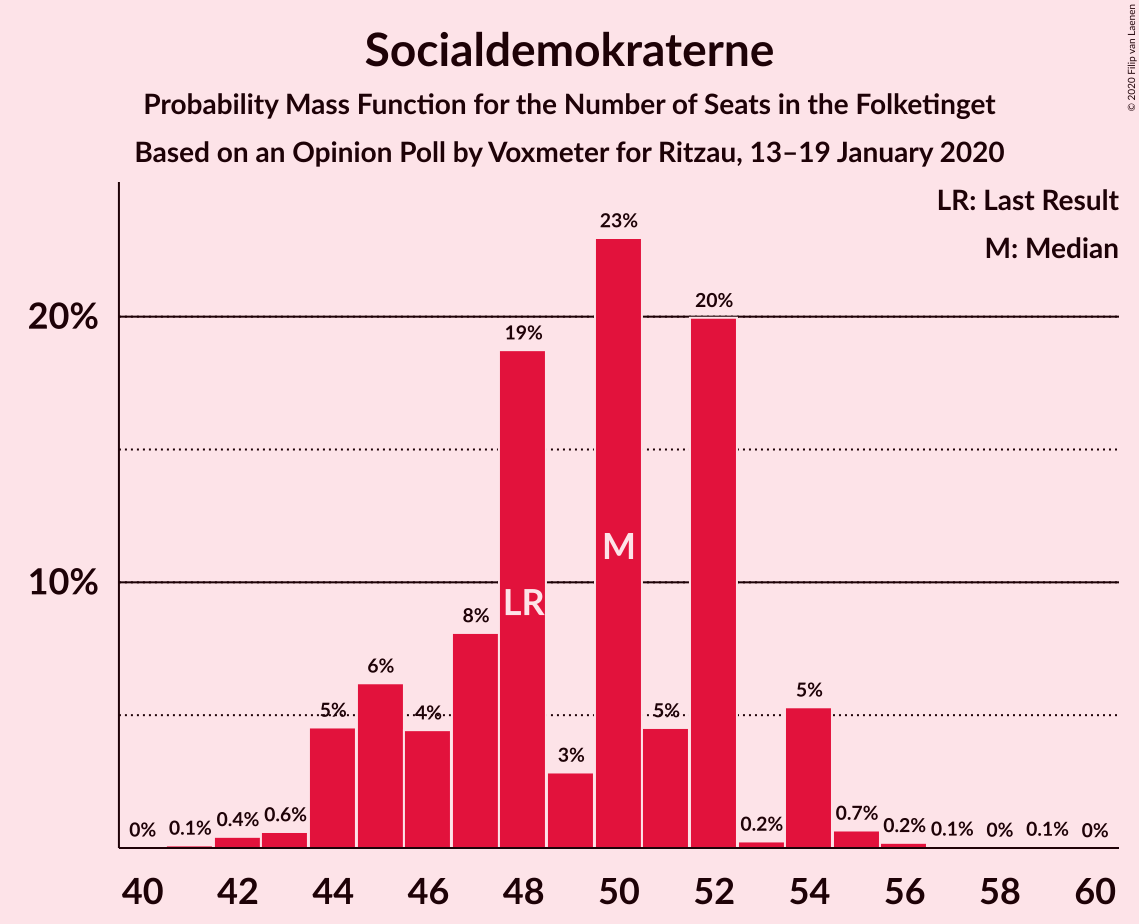 Socialdemokraterne
Probability Mass Function for the Number of Seats in the Folketinget
Based on an Opinion Poll by Voxmeter for Ritzau, 13–19 January 2020
© 2020 Filip van Laenen
LR: Last Result
M: Median
20%
10%
0%
0.1%
0.4%
0.6%
5%
6%
4%
8%
19%
LR
3%
23%
M
5%
20%
0.2%
5%
0.7%
0.2%
0.1%
0%
0.1%
0%
40 42 44 46 48 50 52 54 56 58 60